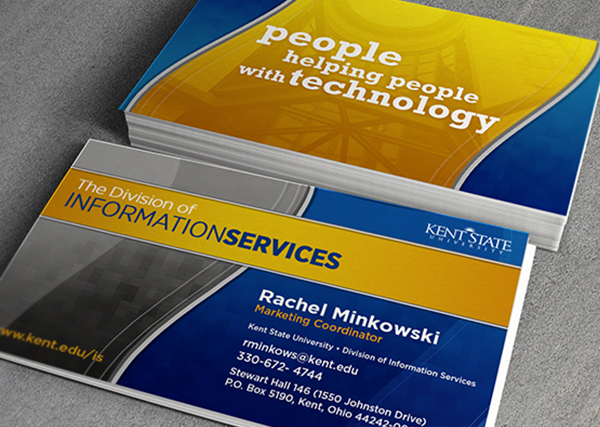 people
helping people
with technology
The Division of
INFORMATIONSERVICES
KENT STATE
UNIVERSITY
Rachel Minkowski
Marketing Coordinator
Kent State University • Division of Information Services
rminkows@kent.edu
330-672- 4744
Stewart Hall 146 (1550 Johnston Drive)
P.O. Box 5190, Kent, Ohio 44242-00
www.kent.edu/is